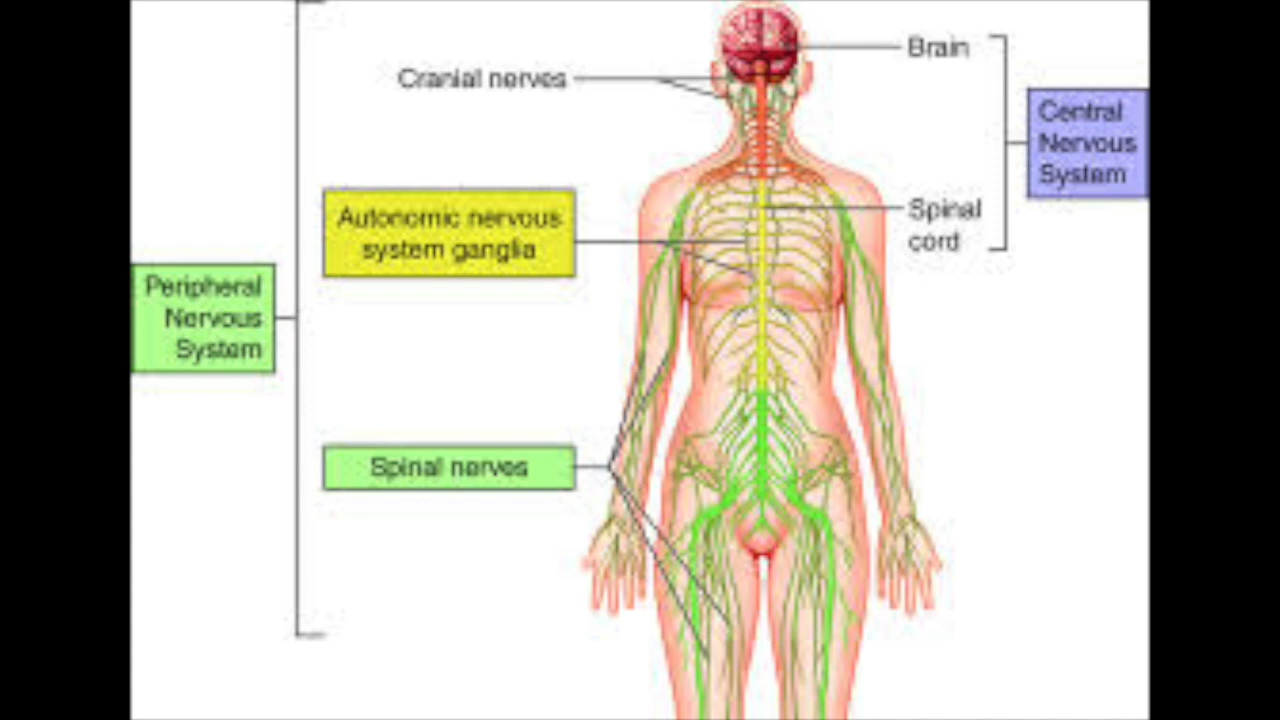 Brain
Cranial nerves
Central
Nervous
System
Autonomic nervous
system ganglia
Spinal
cord
Peripheral
Nervous
System
Spinal nerves